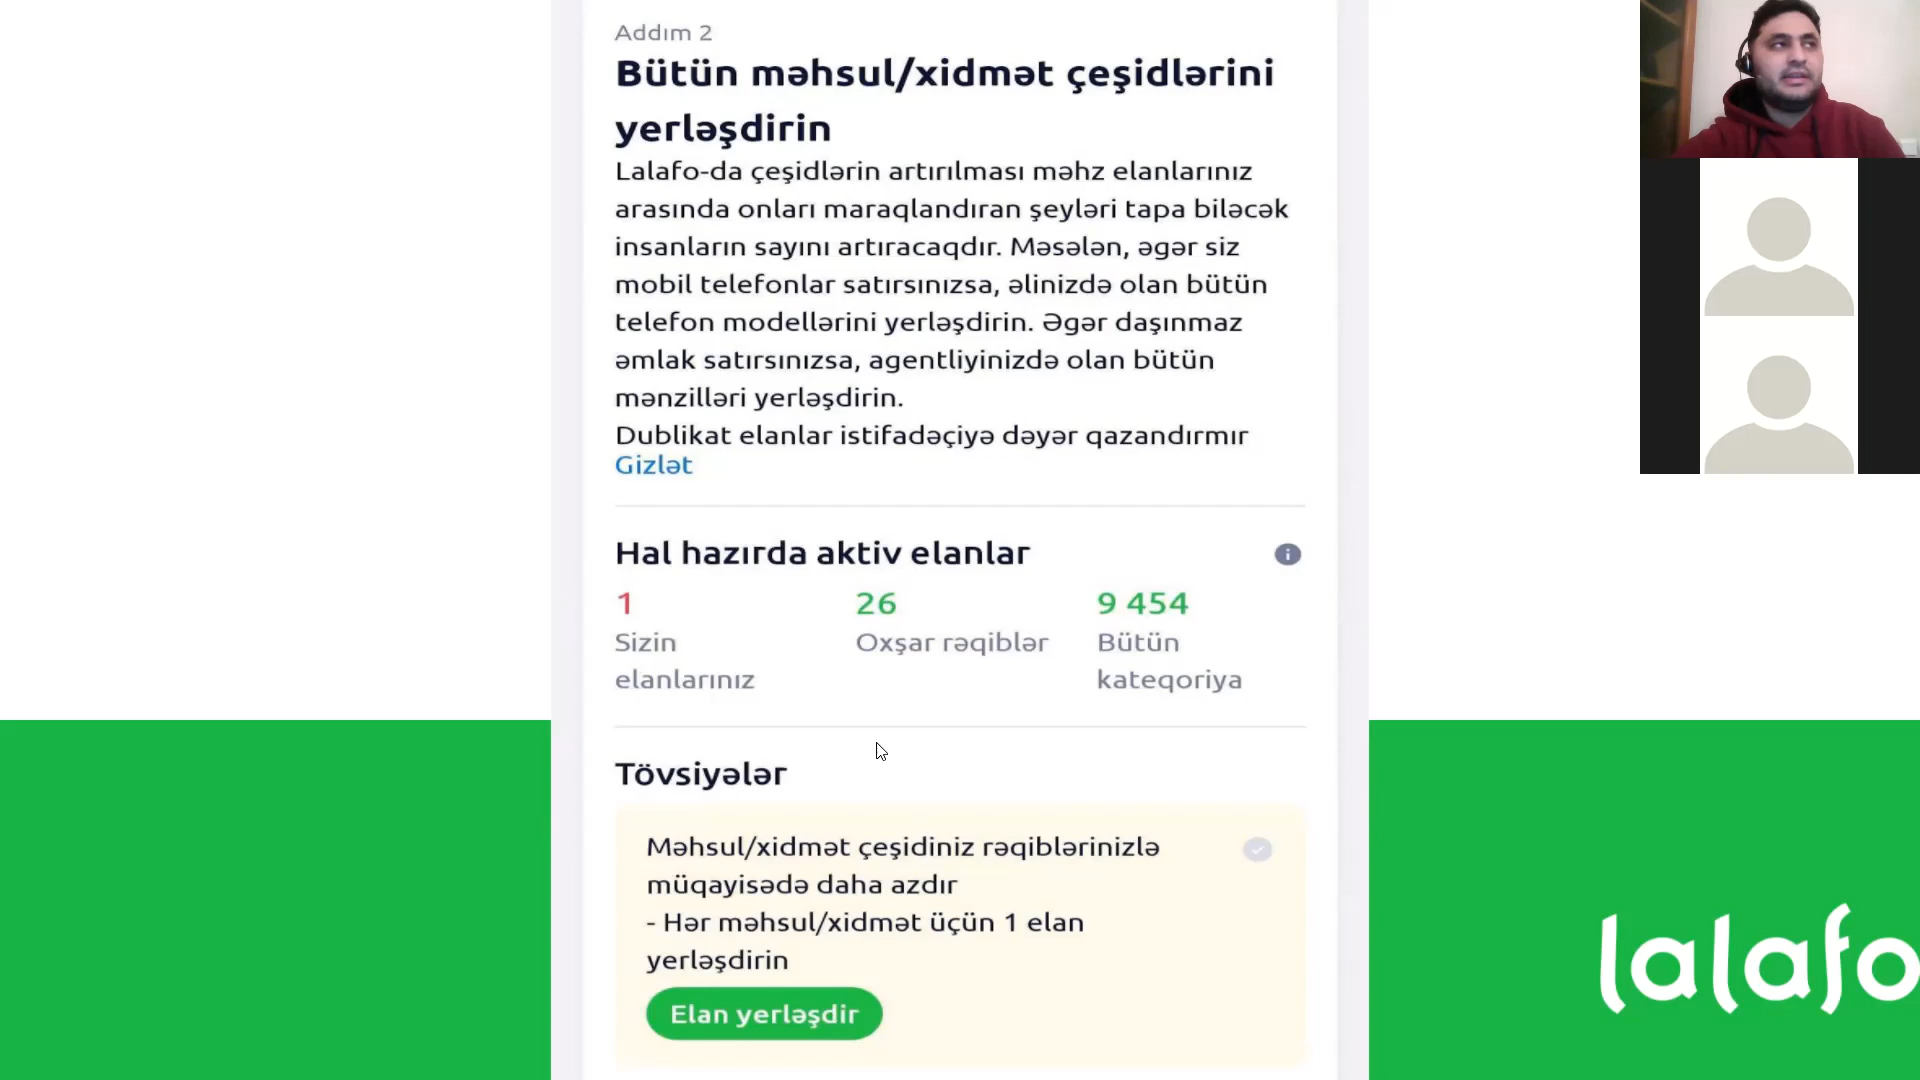 Addım 2
Bütün məhsul/xidmət çeşidlərini
yerləşdirin
Lalafo-da çeşidlərin artırılması məhz elanlarınız
arasında onları maraqlandıran şeyləri tapa biləcək
insanların sayını artıracaqdır. Məsələn, əgər siz
mobil telefonlar satırsınızsa, əlinizdə olan bütün
telefon modellərini yerləşdirin. Əgər daşınmaz
əmlak satırsınızsa, agentliyinizdə olan bütün
mənzilləri yerləşdirin.
Dublikat elanlar istifadəçiyə dəyər qazandırmır
Gizlət
Hal hazırda aktiv elanlar
1
Sizin
elanlarınız
26
Oxşar rəqiblər
9 454
Bütün
kateqoriya
Tövsiyələr
Məhsul/xidmət çeşidiniz rəqiblərinizlə
müqayisədə daha azdır
- Hər məhsul/xidmət üçün 1 elan
yerləşdirin
Elan yerləşdir
lalafo